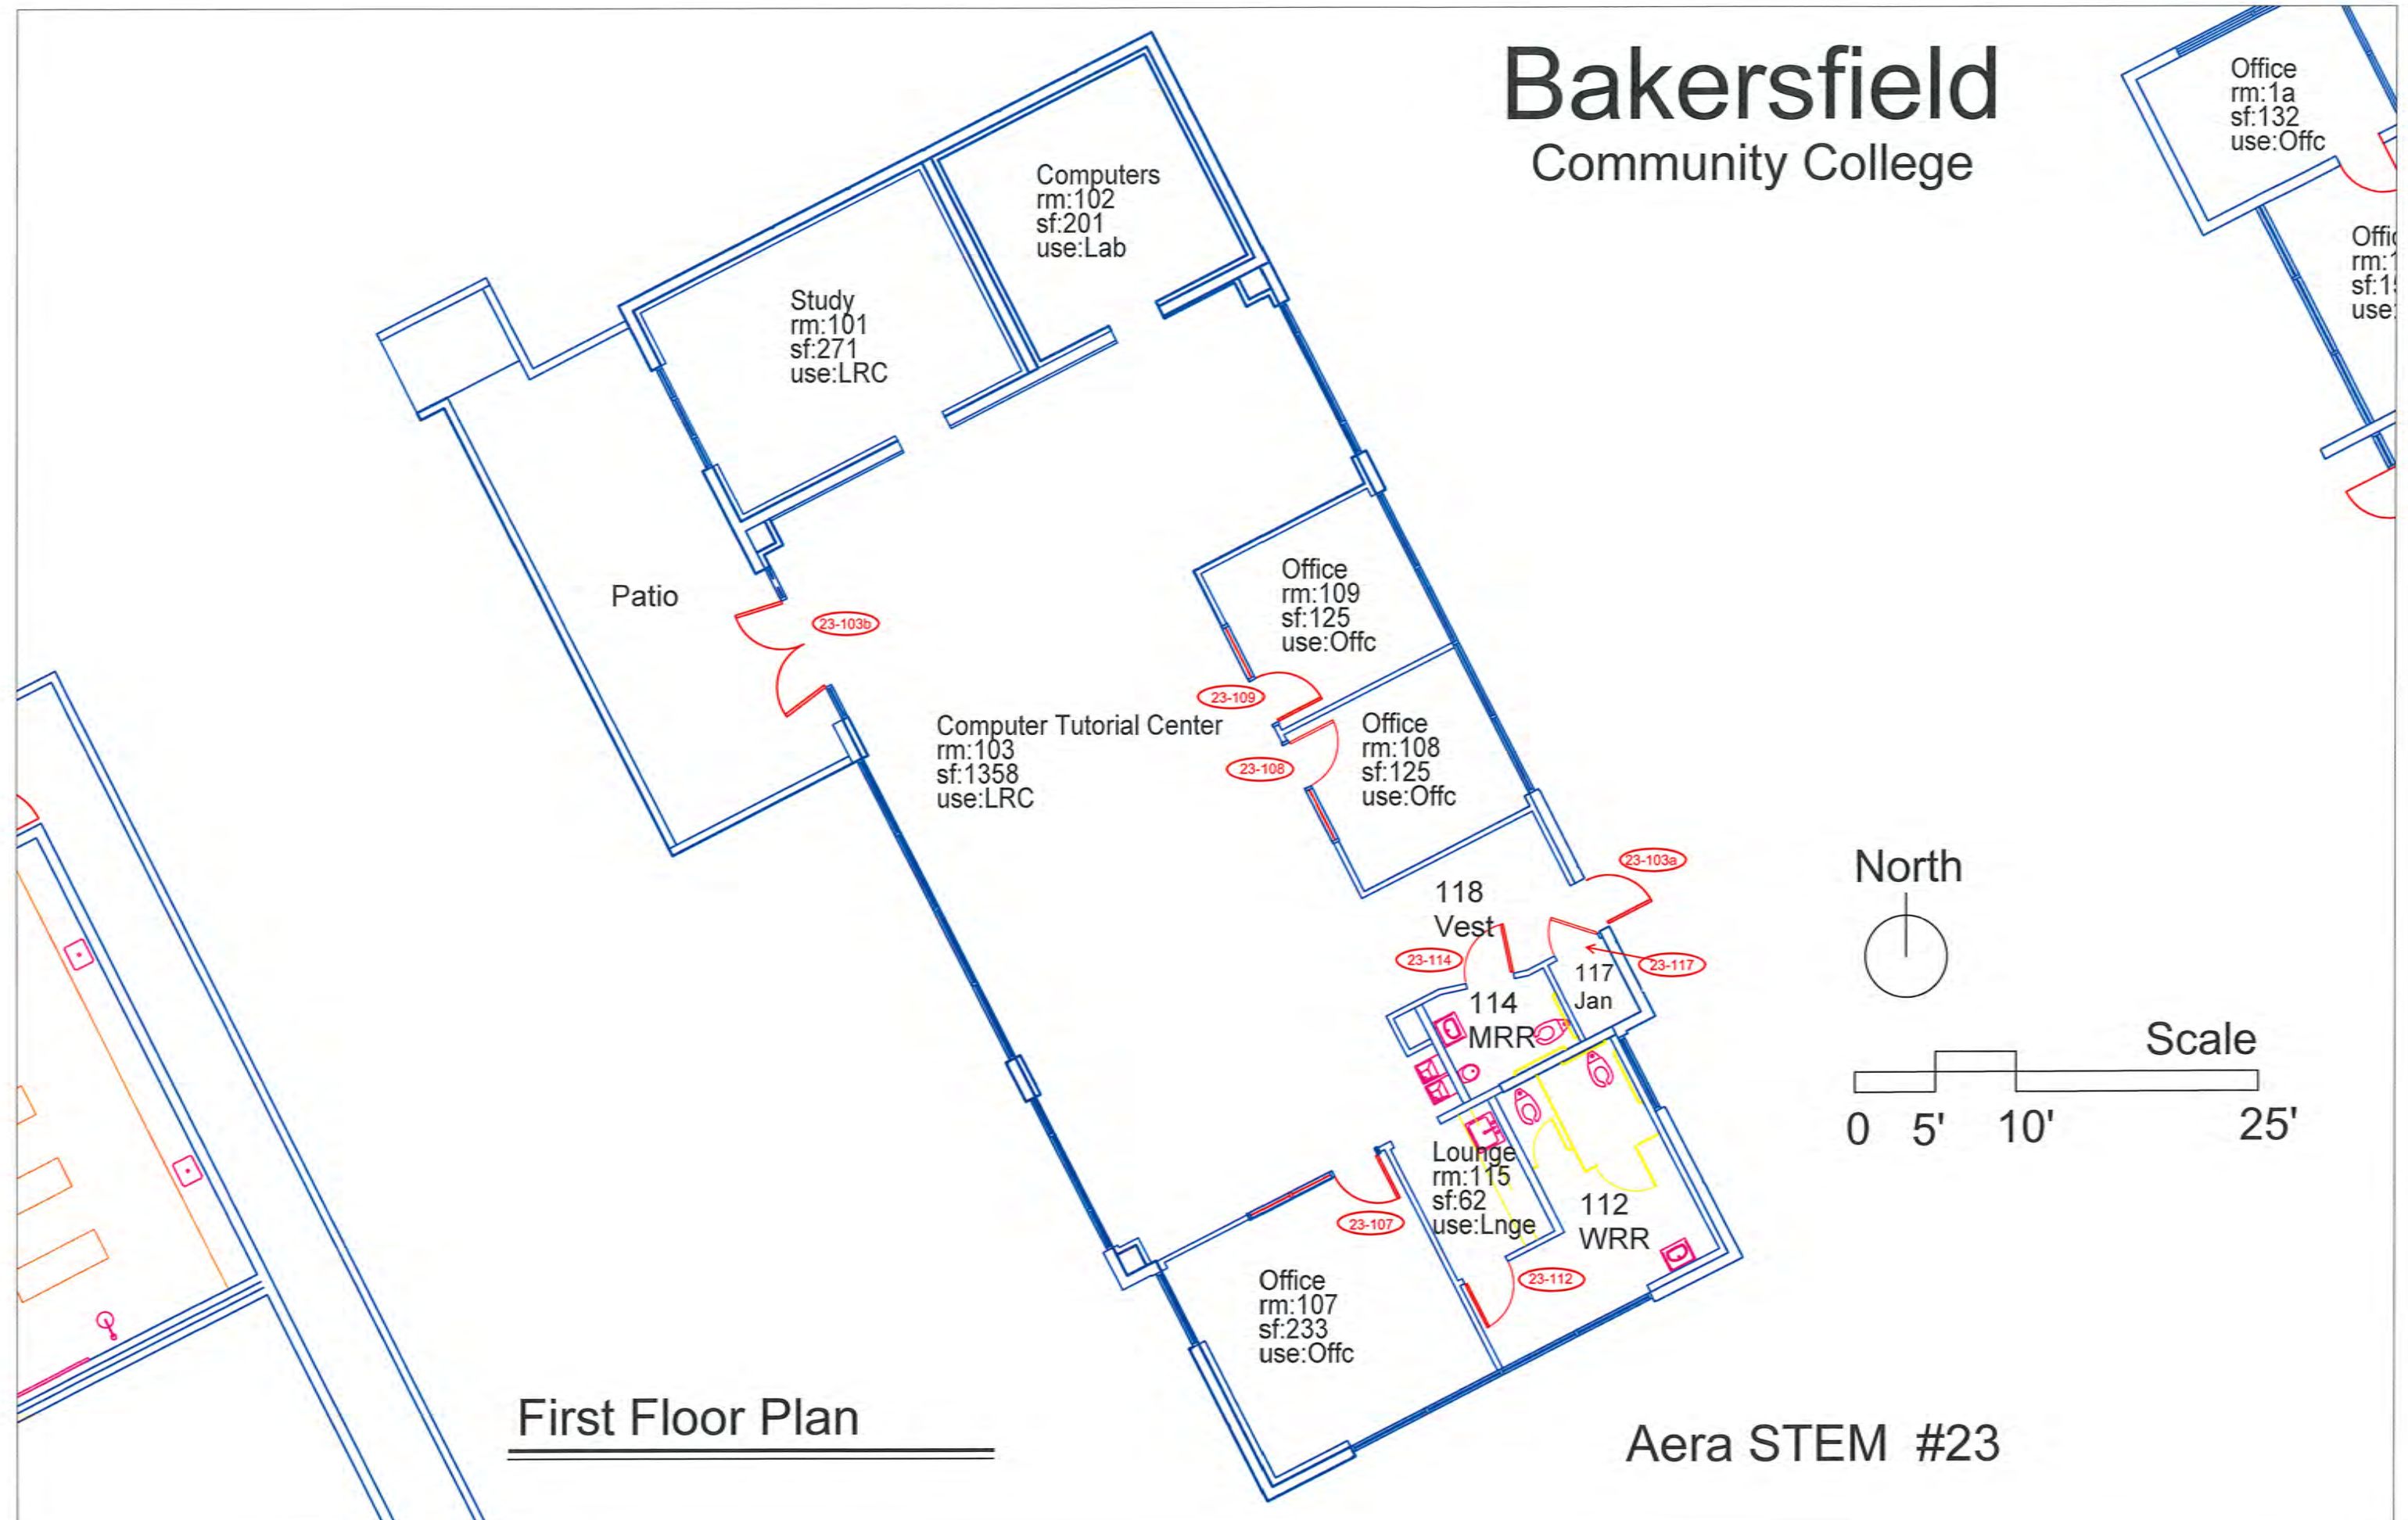 Bakersfield
Community College
Office
rm:1a
sf:132
use:Offc
Computers
rm:102
sf:201
use:Lab
Study
rm:101
sf:271
use:LRC
Patio
23-103b
Office
rm:109
sf:125
use:Offc
23-109
Computer Tutorial Center
rm:103
sf:1358
use:LRC
Office
rm:108
sf:125
use:Offc
23-108
23-103a
118
Vest
23-114
23-117
117
Jan
114
MRR
North
Scale
0 5' 10' 25'
Lounge
rm:115
sf:62
use:Lnge
112
WRR
23-107
23-112
Office
rm:107
sf:233
use:Offc
First Floor Plan
Aera STEM #23